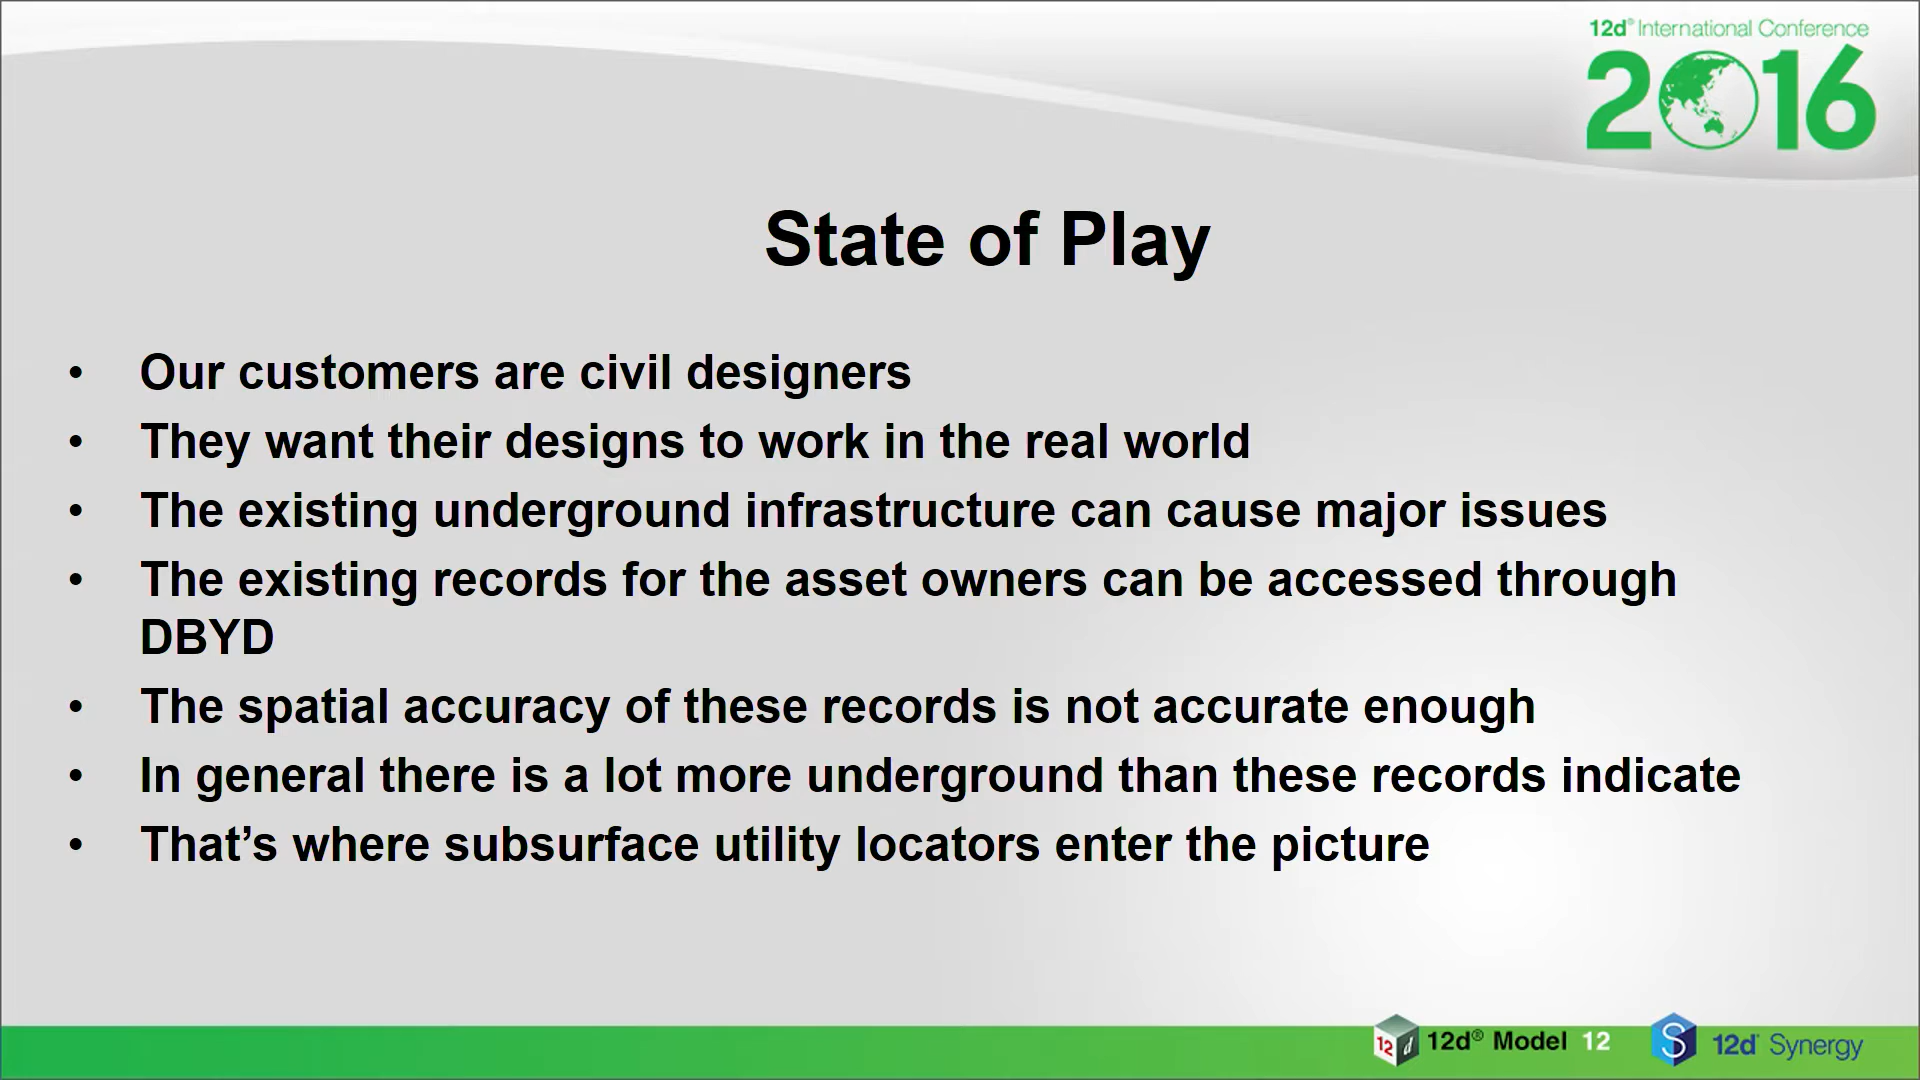 12d® International Conference
2016
State of Play
• Our customers are civil designers
• They want their designs to work in the real world
• The existing underground infrastructure can cause major issues
• The existing records for the asset owners can be accessed through
DBYD
• The spatial accuracy of these records is not accurate enough
• In general there is a lot more underground than these records indicate
• That’s where subsurface utility locators enter the picture
12 d 12d® Model 12
S 12d® Synergy